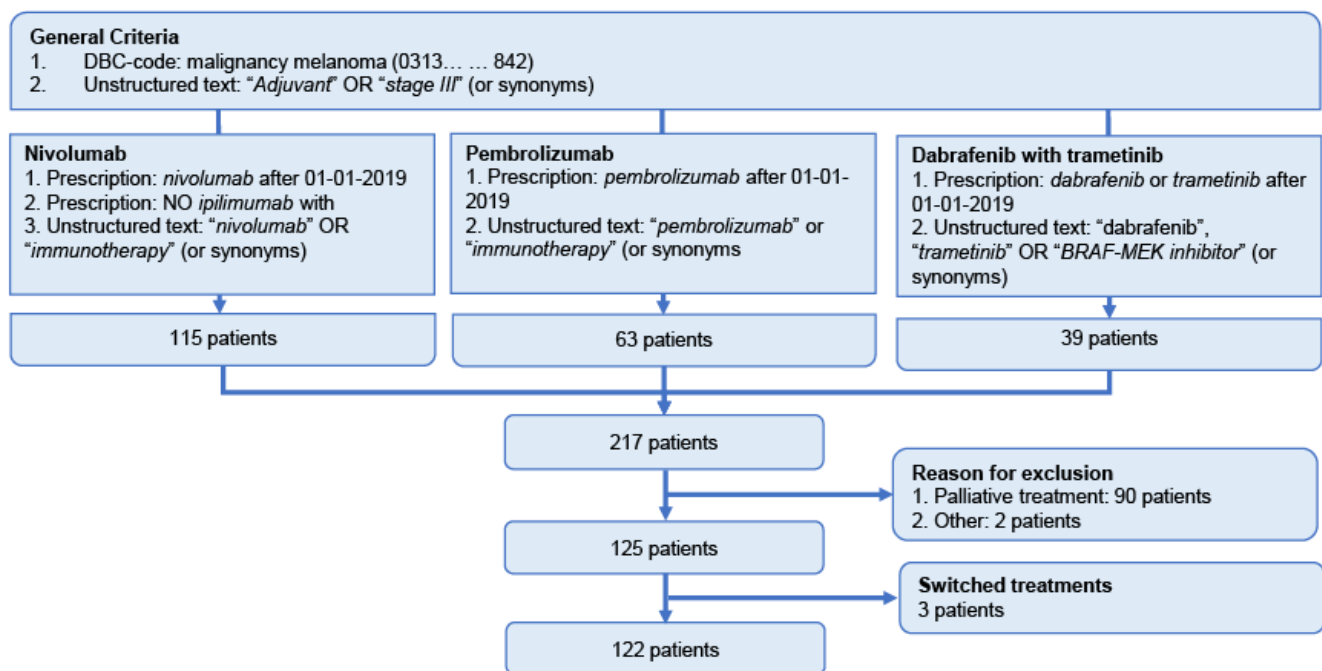 General Criteria
1. DBC-code: malignancy melanoma (0313... ... 842)
2. Unstructured text: “Adjuvant” OR “stage III” (or synonyms)
Nivolumab
1. Prescription: nivolumab after 01-01-2019
2. Prescription: NO ipilimumab with
3. Unstructured text: “nivolumab” OR
“immunotherapy” (or synonyms)
Pembrolizumab
1. Prescription: pembrolizumab after 01-01-
2019
2. Unstructured text: “pembrolizumab” or
“immunotherapy” (or synonyms
Dabrafenib with trametinib
1. Prescription: dabrafenib or trametinib after
01-01-2019
2. Unstructured text: “dabrafenib”,
“trametinib” OR “BRAF-MEK inhibitor” (or
synonyms)
115 patients
63 patients
39 patients
217 patients
Reason for exclusion
1. Palliative treatment: 90 patients
2. Other: 2 patients
125 patients
Switched treatments
3 patients
122 patients